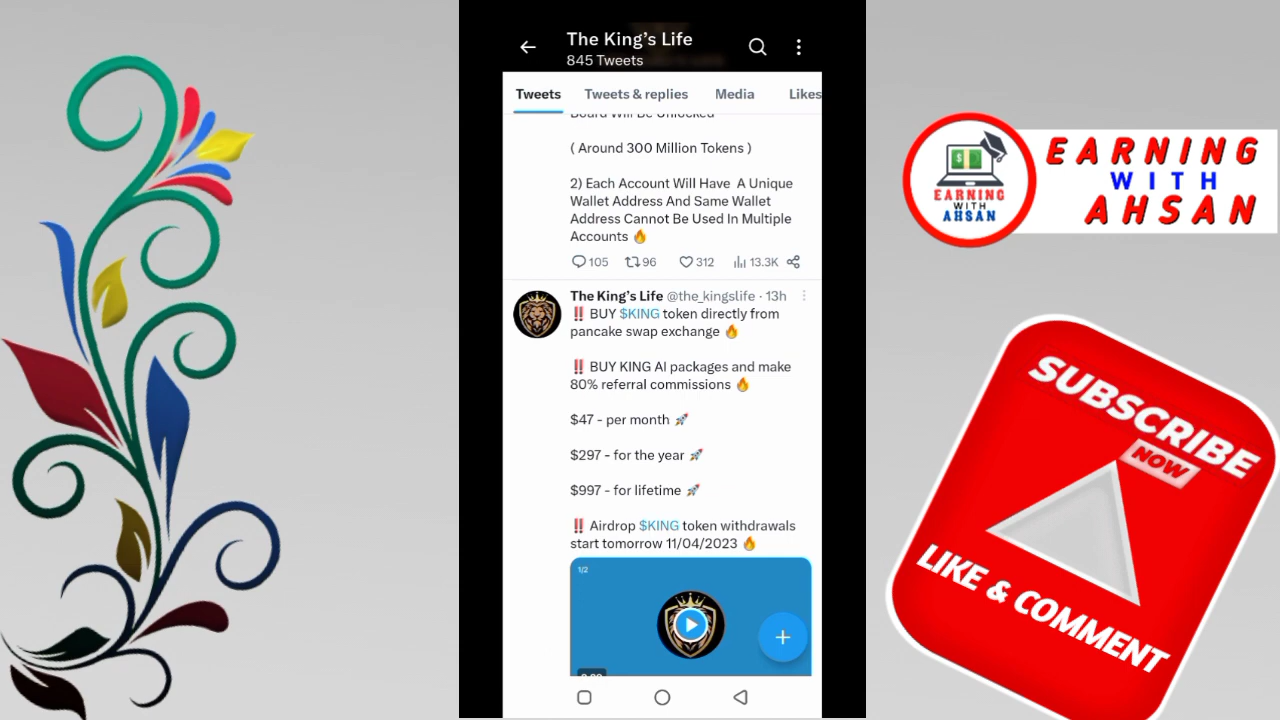 The King's Life
845 Tweets
Tweets
Tweets & replies
Media
Likes
Board Will Be Unlocked
( Around 300 Million Tokens )
2) Each Account Will Have A Unique
Wallet Address And Same Wallet
Address Cannot Be Used In Multiple
Accounts 🔥
105
96
312
13.3K
The King's Life @the_kingslife · 13h
‼️ BUY $KING token directly from
pancake swap exchange 🔥
‼️ BUY KING AI packages and make
80% referral commissions 🔥
$47 - per month 🚀
$297 - for the year 🚀
$997 - for lifetime 🚀
‼️ Airdrop $KING token withdrawals
start tomorrow 11/04/2023 🔥
1/2
EARNING
WITH
AHSAN
EARNING
WITH
AHSAN
SUBSCRIBE
NOW
LIKE & COMMENT